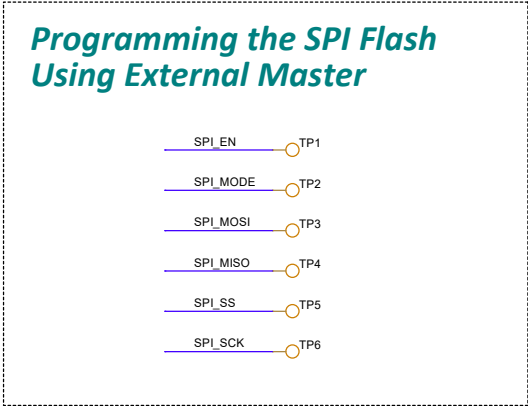 Programming the SPI Flash
Using External Master
SPI_EN TP1
SPI_MODE TP2
SPI_MOSI TP3
SPI_MISO TP4
SPI_SS TP5
SPI_SCK TP6